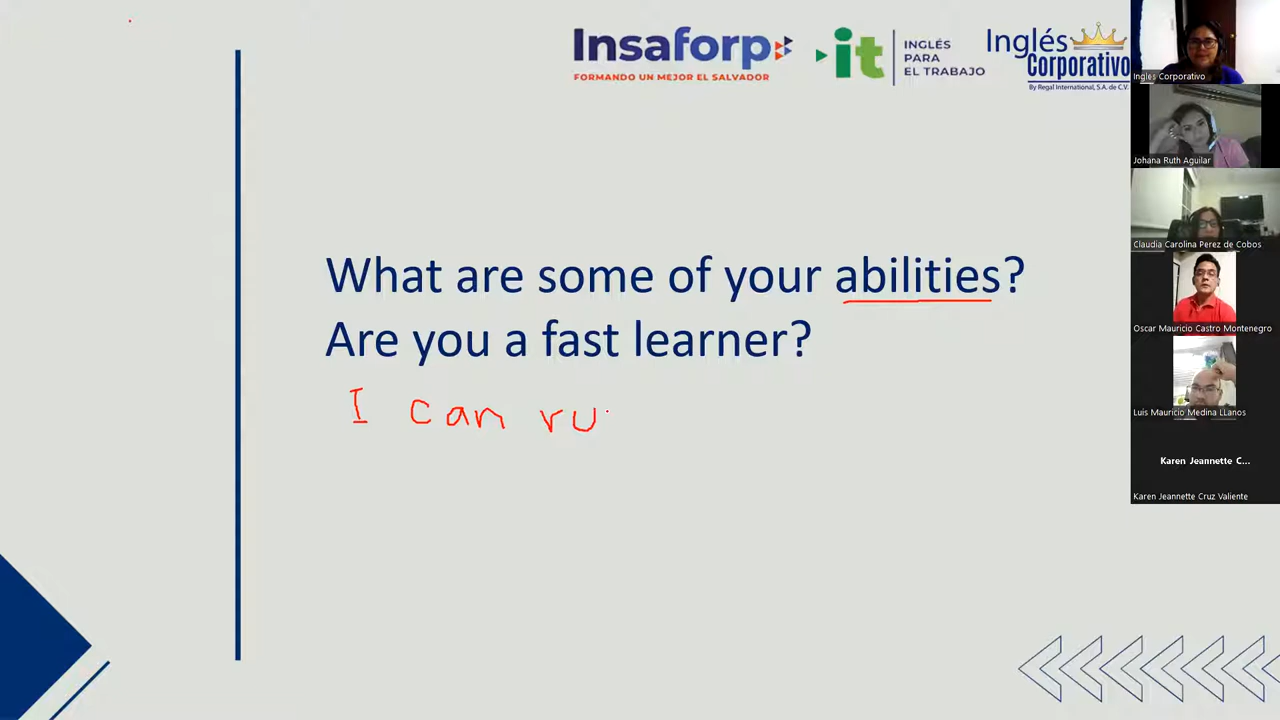 Insaforp
FORMANDO UN MEJOR EL SALVADOR
it
INGLÉS
PARA
EL TRABAJO
Inglés
Corporativo
By Regal International, S.A. de C.V.
Ingles Corporativo
Johana Ruth Aguilar
Claudia Carolina Perez de Cobos
Oscar Mauricio Castro Montenegro
Luis Mauricio Medina LLanos
Karen Jeannette C...
Karen Jeannette Cruz Valiente
What are some of your abilities?
Are you a fast learner?
I can ru